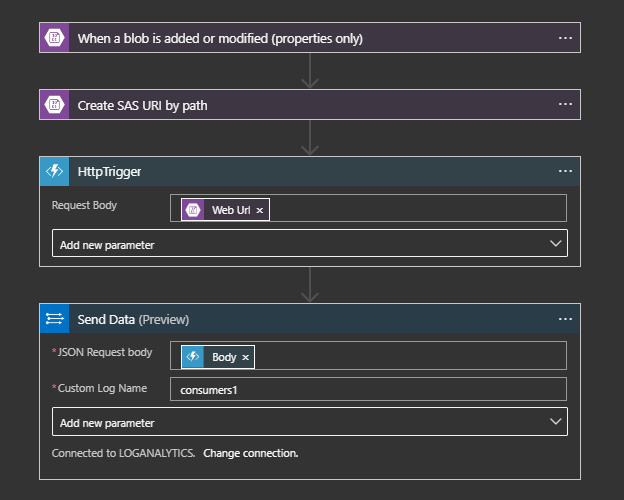 When a blob is added or modified (properties only)
Create SAS URI by path
HttpTrigger
Request Body
Web Url ×
Add new parameter
Send Data (Preview)
*JSON Request body
Body ×
*Custom Log Name
consumers1
Add new parameter
Connected to LOGANALYTICS. Change connection.